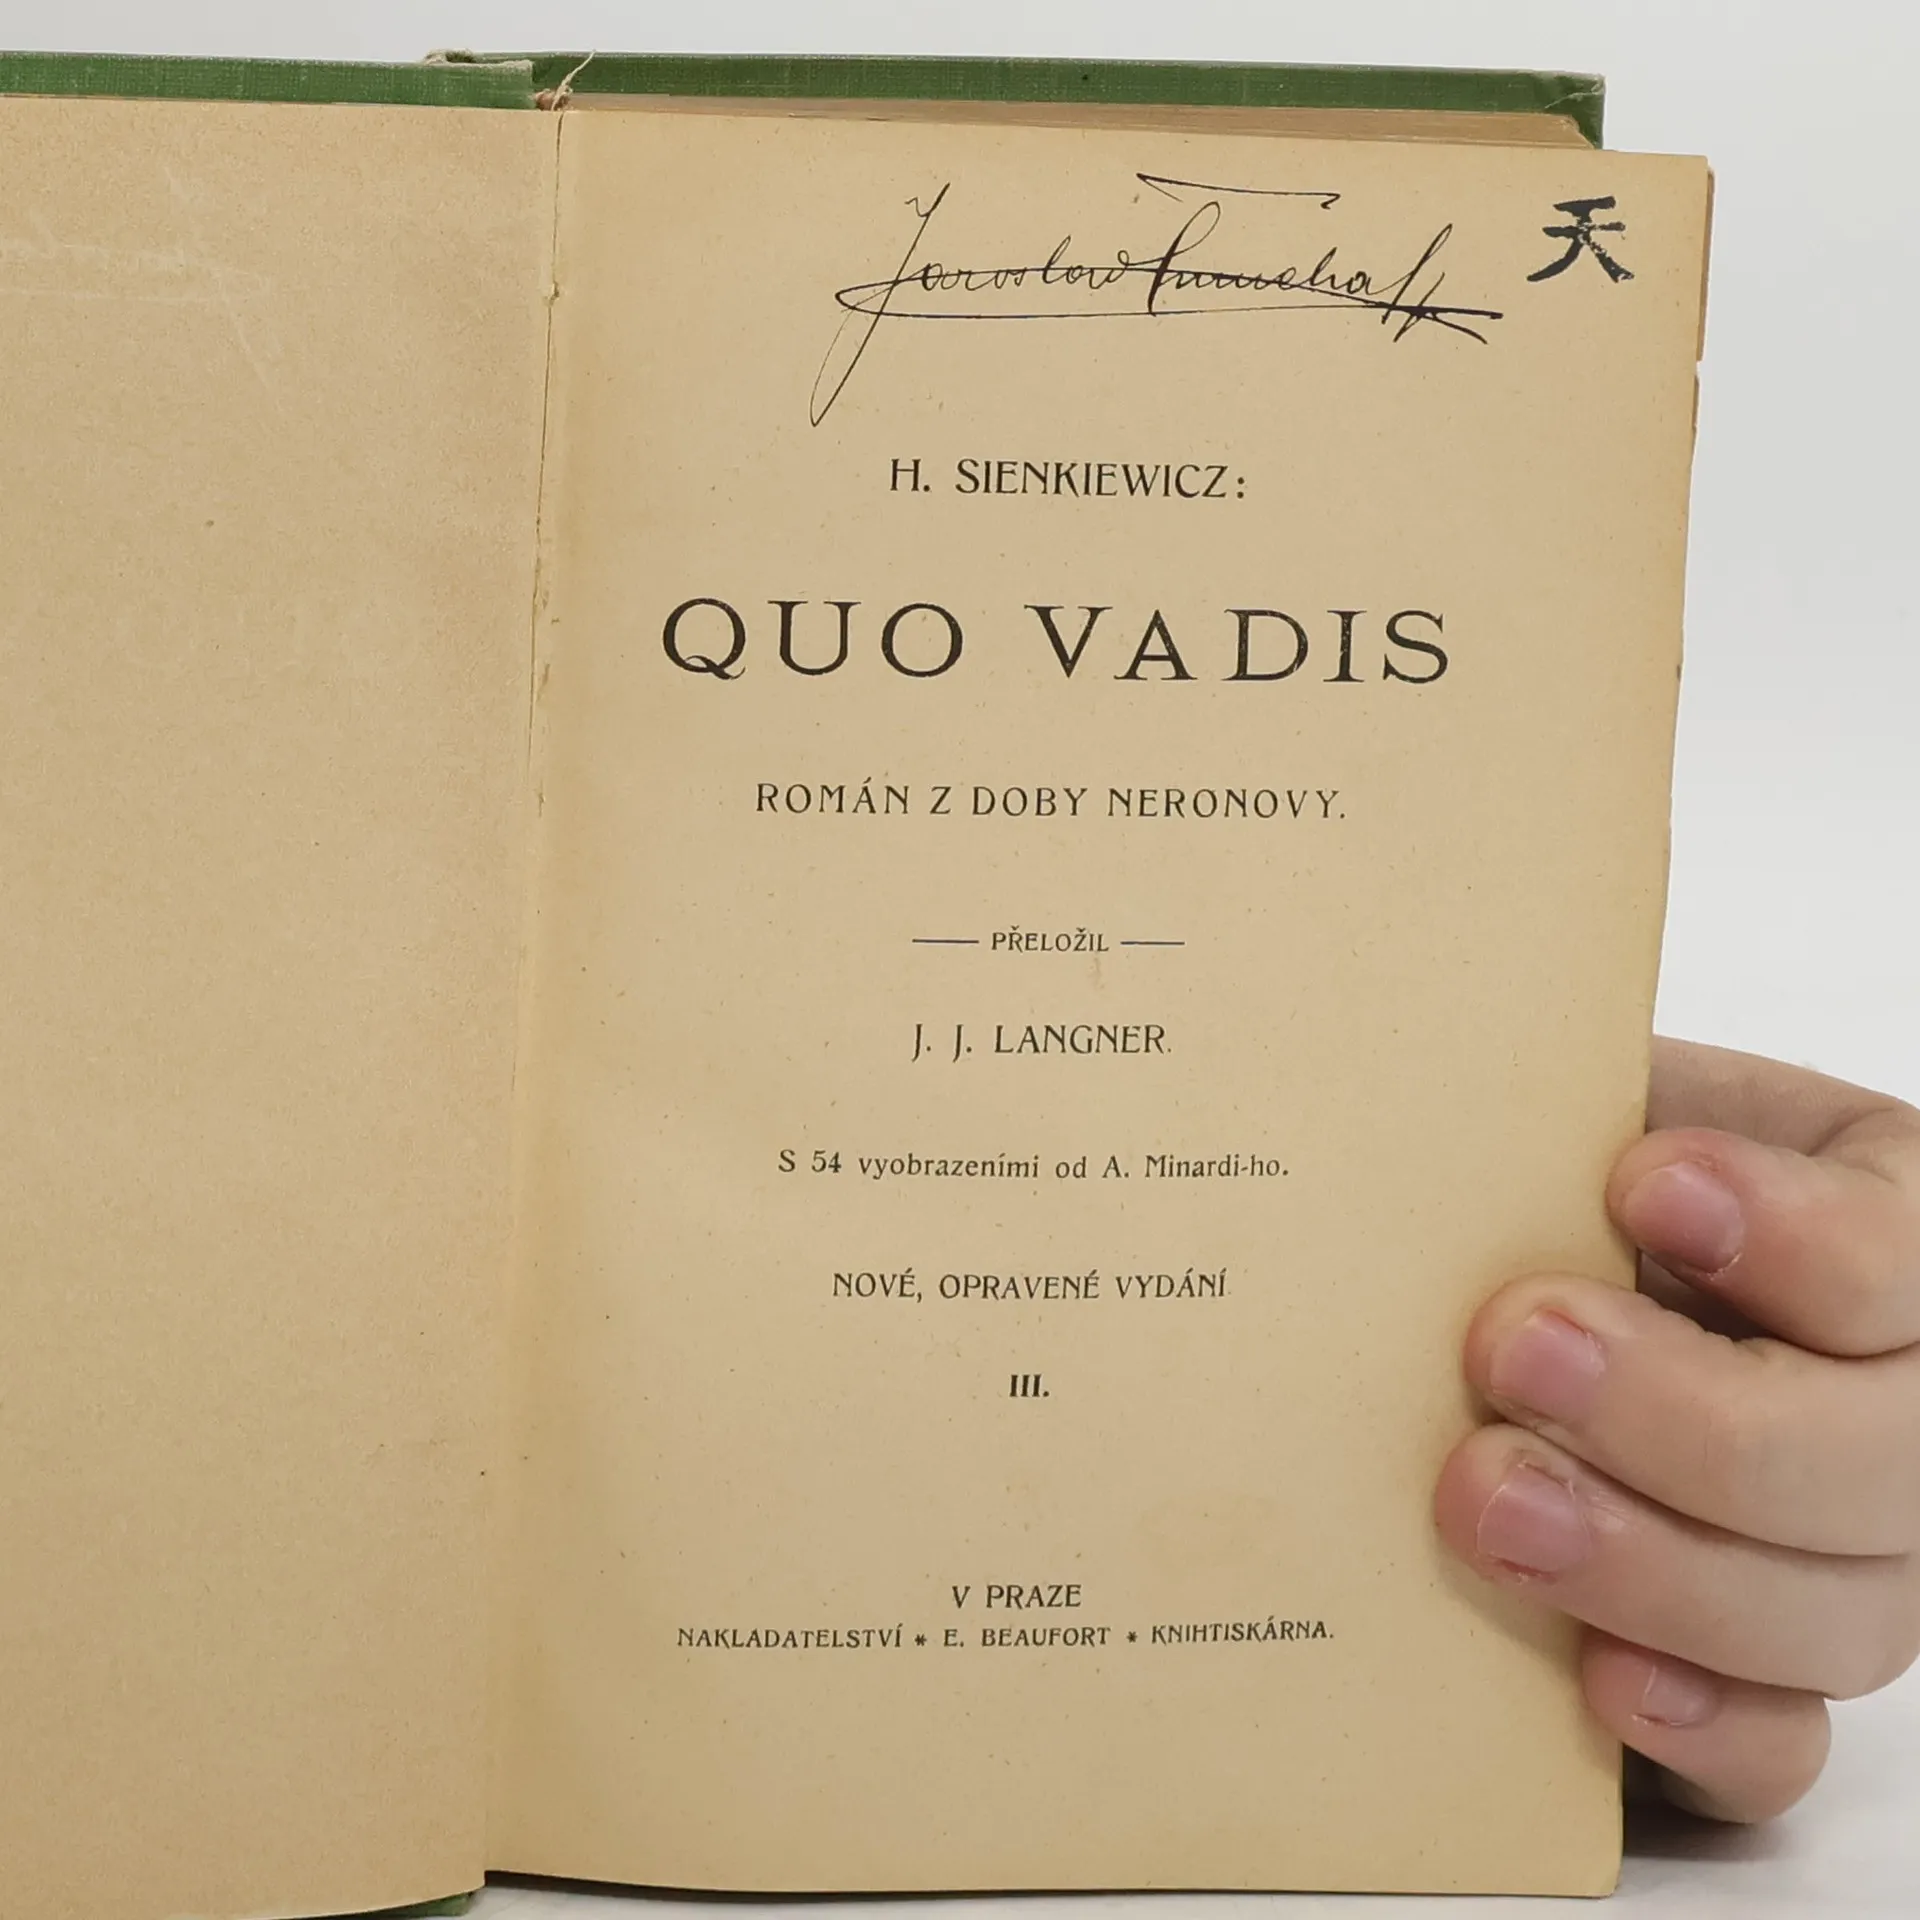 Jaroslav
天
H. SIENKIEWICZ:
QUO VADIS
ROMÁN Z DOBY NERONOVY.
PŘELOŽIL
J. J. LANGNER.
S 54 vyobrazeními od A. Minardi-ho.
NOVÉ, OPRAVENÉ VYDÁNÍ.
III.
V PRAZE
NAKLADATELSTVÍ * E. BEAUFORT * KNIHTISKÁRNA.